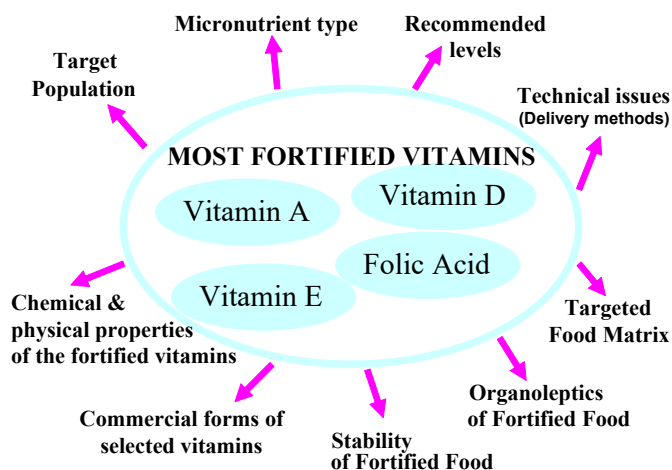 Micronutrient type
Recommended
levels
Target
Population
Technical issues
(Delivery methods)
MOST FORTIFIED VITAMINS
Vitamin A
Vitamin D
Folic Acid
Vitamin E
Chemical &
physical properties
of the fortified vitamins
Targeted
Food Matrix
Organoleptics
of Fortified Food
Commercial forms of
selected vitamins
Stability
of Fortified Food